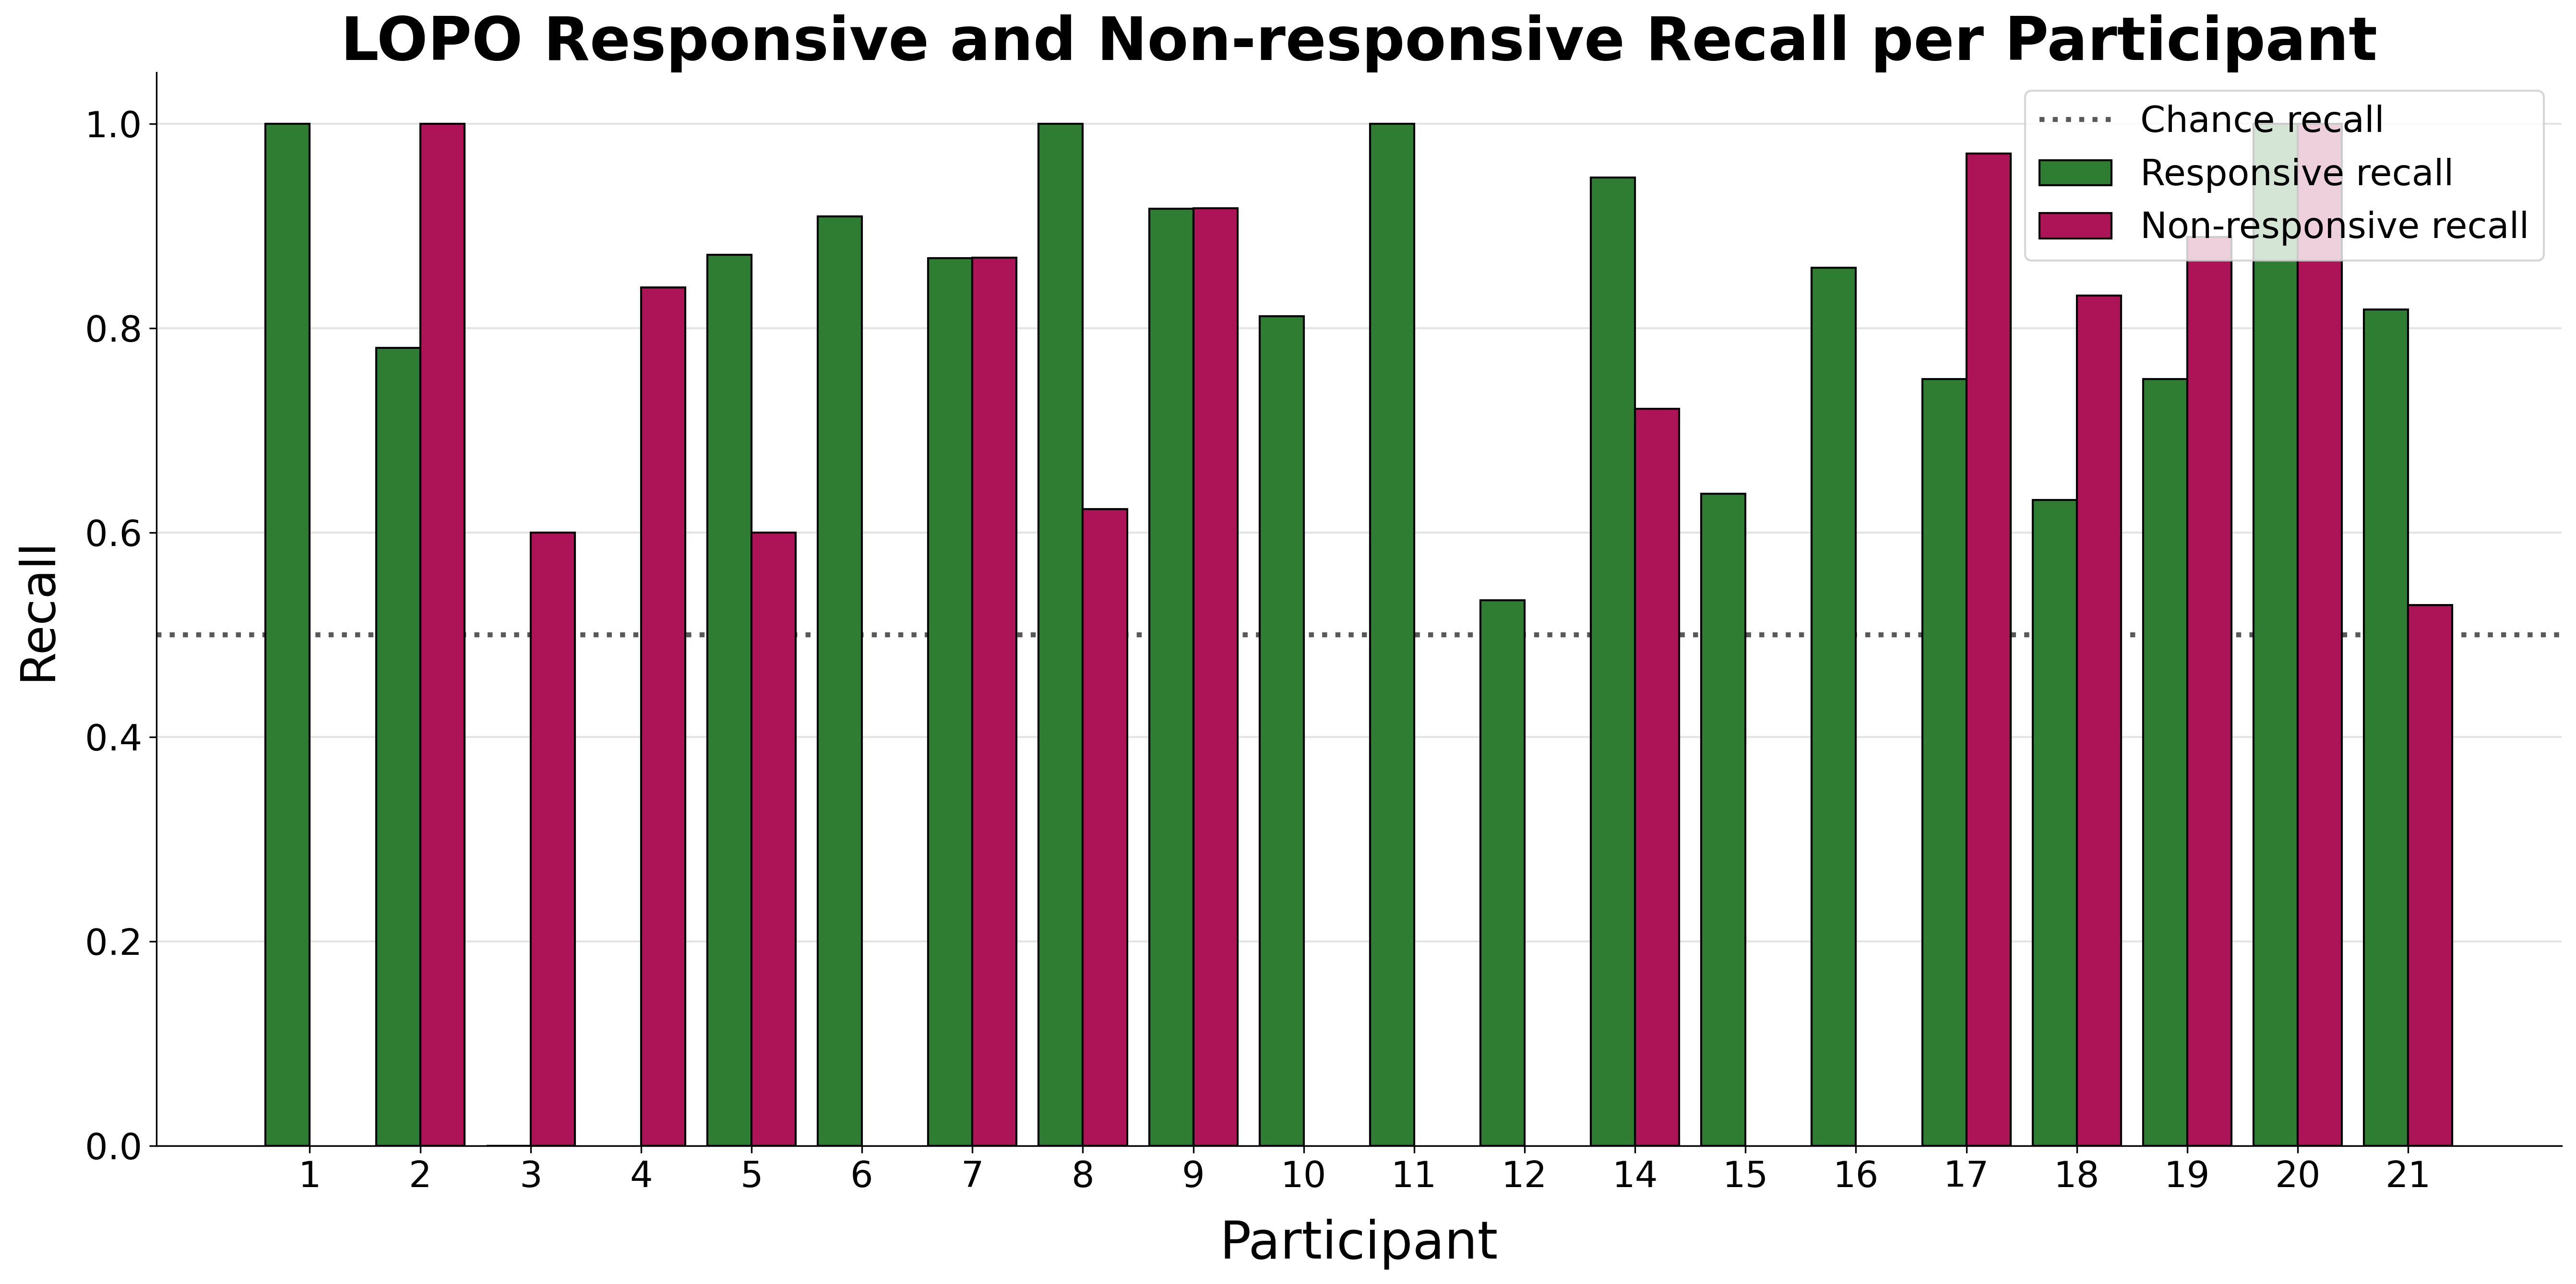 LOPO Responsive and Non-responsive Recall per Participant
Chance recall
Responsive recall
Non-responsive recall
1.0
0.8
0.6
0.4
0.2
0.0
Recall
1 2 3 4 5 6 7 8 9 10 11 12 14 15 16 17 18 19 20 21
Participant